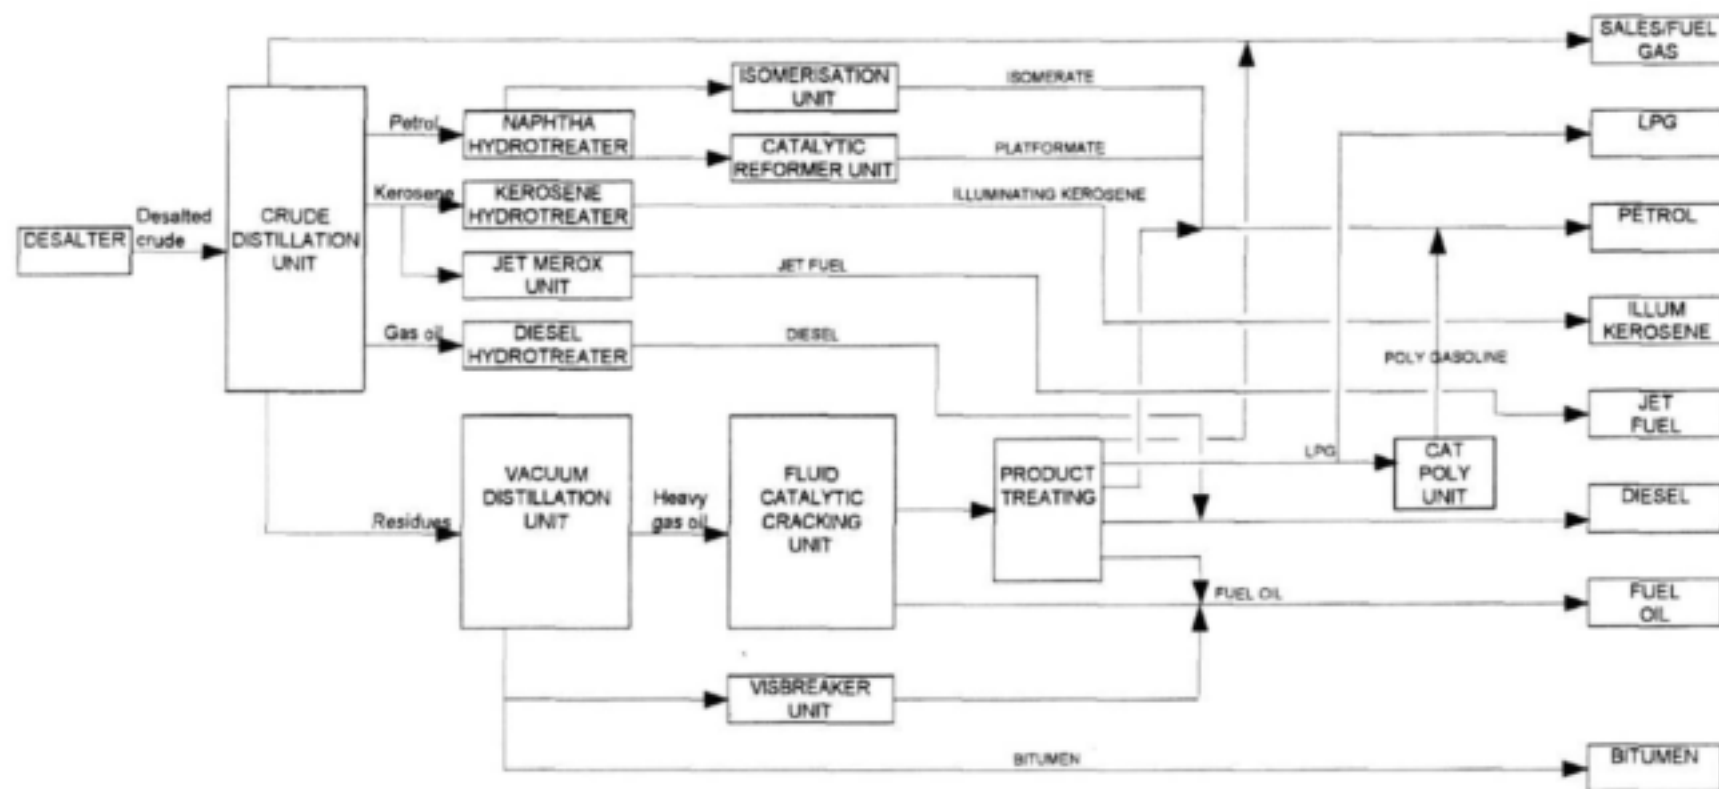 SALES/FUEL
GAS
ISOMERISATION
UNIT
ISOMERATE
Petrol
NAPHTHA
HYDROTREATER
LPG
CATALYTIC
REFORMER UNIT
PLATFORMATE
Kerosene
KEROSENE
HYDROTREATER
ILLUMINATING KEROSENE
PETROL
DESALTER
Desalted
crude
CRUDE
DISTILLATION
UNIT
JET MEROX
UNIT
JET FUEL
ILLUM
KEROSENE
Gas oil
DIESEL
HYDROTREATER
DIESEL
POLY GASOLINE
JET
FUEL
VACUUM
DISTILLATION
UNIT
Residues
Heavy
gas oil
FLUID
CATALYTIC
CRACKING
UNIT
PRODUCT
TREATING
LPG
CAT
POLY
UNIT
DIESEL
FUEL OIL
FUEL
OIL
VISBREAKER
UNIT
BITUMEN
BITUMEN